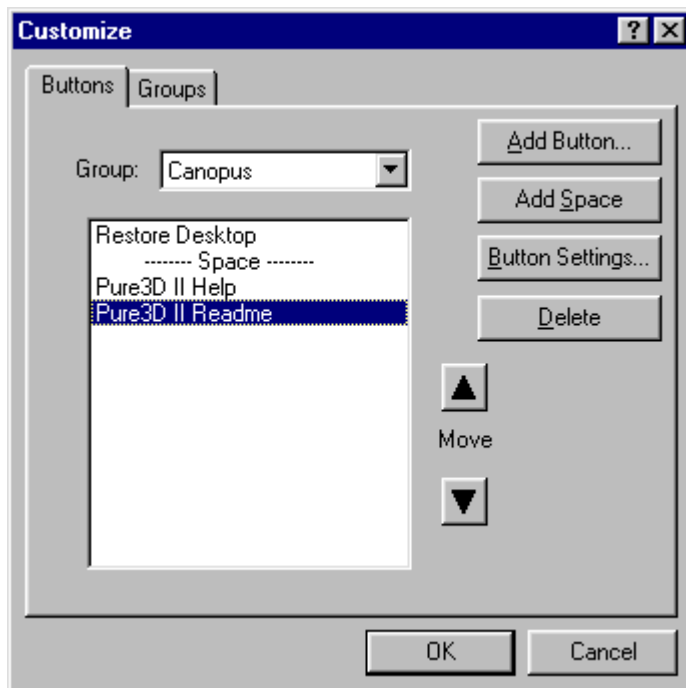 Customize
Buttons
Groups
Group:
Canopus
Add Button...
Add Space
Button Settings...
Delete
Restore Desktop
-------- Space --------
Pure3D II Help
Pure3D II Readme
Move
OK
Cancel